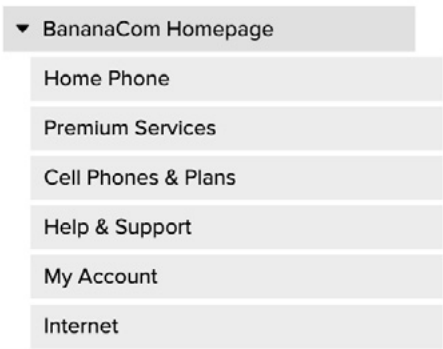 BananaCom Homepage
Home Phone
Premium Services
Cell Phones & Plans
Help & Support
My Account
Internet